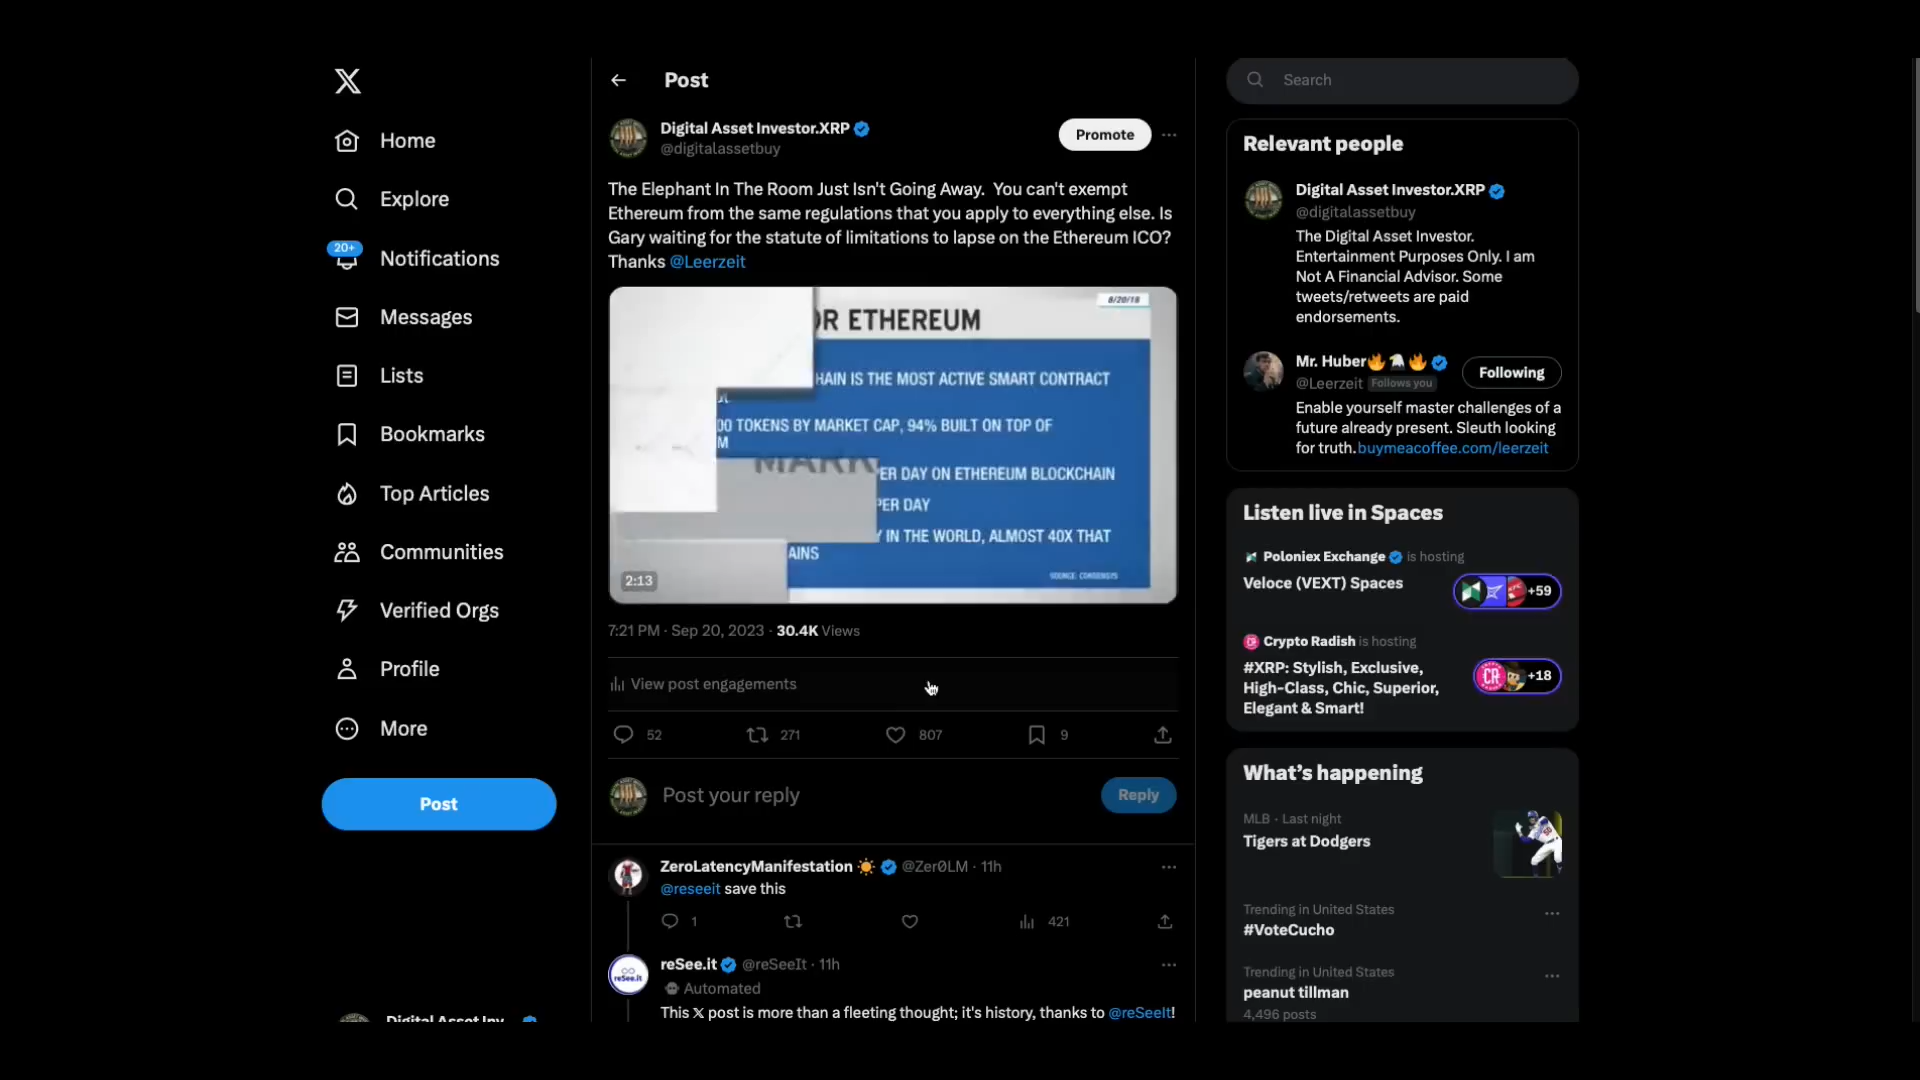 Home
Explore
20+
Notifications
Messages
Lists
Bookmarks
Top Articles
Communities
Verified Orgs
Profile
More
Post
Digital Asset Inv...
Post
Digital Asset Investor.XRP
@digitalassetbuy
Promote
The Elephant In The Room Just Isn't Going Away. You can't exempt
Ethereum from the same regulations that you apply to everything else. Is
Gary waiting for the statute of limitations to lapse on the Ethereum ICO?
Thanks @Leerzeit
8/20/18
OR ETHEREUM
HAIN IS THE MOST ACTIVE SMART CONTRACT
00 TOKENS BY MARKET CAP, 94% BUILT ON TOP OF
M
MARK
ER DAY ON ETHEREUM BLOCKCHAIN
PER DAY
Y IN THE WORLD, ALMOST 40X THAT
AINS
SOURCE: CONSENSYS
2:13
7:21 PM · Sep 20, 2023 · 30.4K Views
View post engagements
52 271 807 9
Post your reply
Reply
ZeroLatencyManifestation @Zer0LM · 11h
@reseeit save this
1 421
reSee.it @reSeeIt · 11h
Automated
This 𝕏 post is more than a fleeting thought; it's history, thanks to @reSeeIt!
Search
Relevant people
Digital Asset Investor.XRP
@digitalassetbuy
The Digital Asset Investor.
Entertainment Purposes Only. I am
Not A Financial Advisor. Some
tweets/retweets are paid
endorsements.
Mr. Huber🔥🦅🔥
@Leerzeit Follows you
Following
Enable yourself master challenges of a
future already present. Sleuth looking
for truth.buymeacoffee.com/leerzeit
Listen live in Spaces
Poloniex Exchange is hosting
Veloce (VEXT) Spaces
+59
Crypto Radish is hosting
#XRP: Stylish, Exclusive,
High-Class, Chic, Superior,
Elegant & Smart!
CR
+18
What's happening
MLB · Last night
Tigers at Dodgers
Trending in United States
#VoteCucho
Trending in United States
peanut tillman
4,496 posts